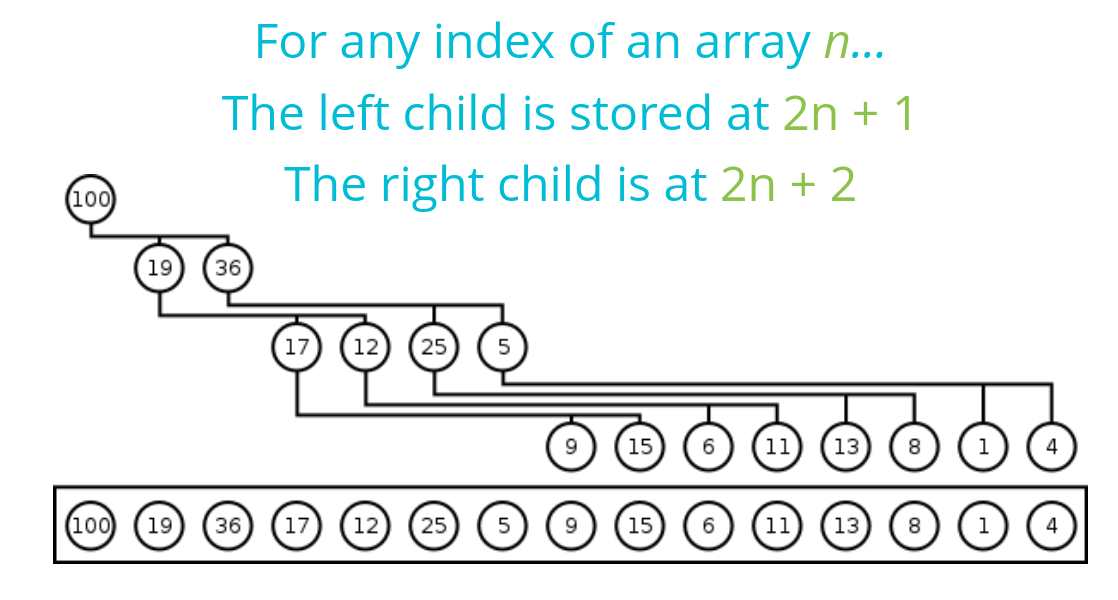 For any index of an array n...
The left child is stored at 2n + 1
The right child is at 2n + 2
100
19 36
17 12 25 5
9 15 6 11 13 8 1 4
100 19 36 17 12 25 5 9 15 6 11 13 8 1 4